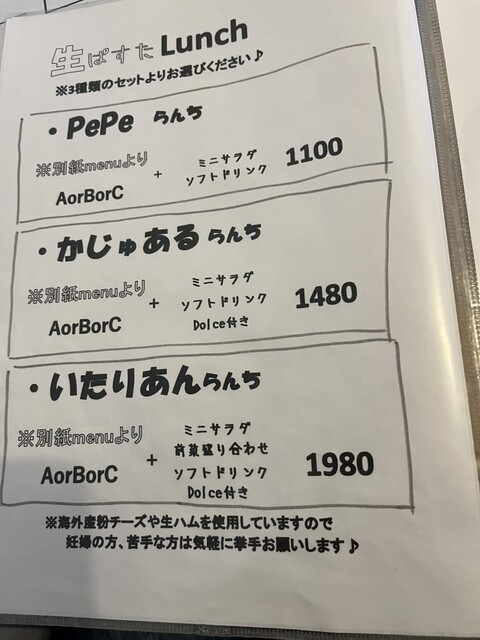 生ぱすた Lunch
※3種類のセットよりお選びください♪
・PePe らんち
※別紙menuより
AorBorC
+
ミニサラダ
ソフトドリンク
1100
・かじゅあるらんち
※別紙menuより
AorBorC
+
ミニサラダ
ソフトドリンク
Dolce付き
1480
・いたりあんらんち
※別紙menuより
AorBorC
+
ミニサラダ
前菜盛り合わせ
ソフトドリンク
Dolce付き
1980
※海外産粉チーズや生ハムを使用していますので
妊婦の方、苦手な方は気軽に挙手お願いします♪